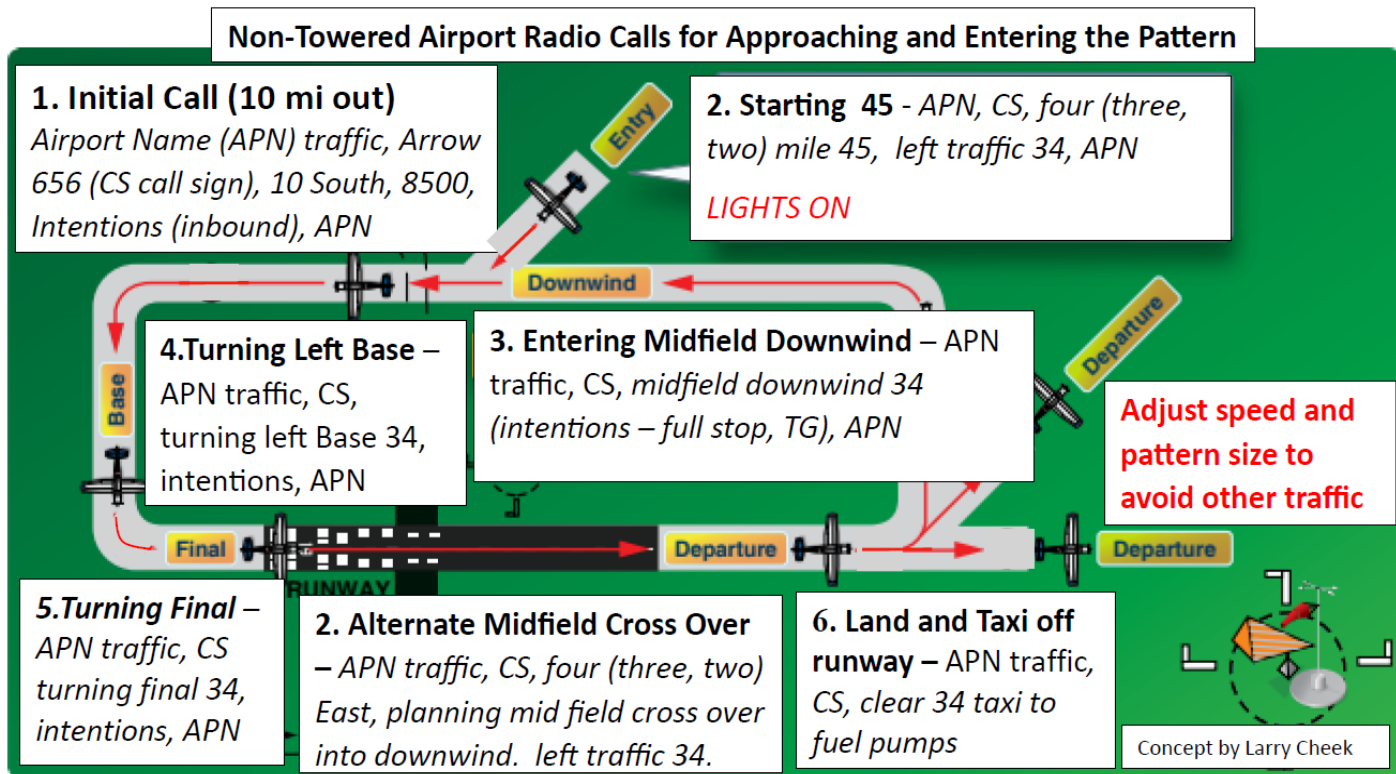 Non-Towered Airport Radio Calls for Approaching and Entering the Pattern
1. Initial Call (10 mi out)
Airport Name (APN) traffic, Arrow
656 (CS call sign), 10 South, 8500,
Intentions (inbound), APN
Entry
2. Starting 45 - APN, CS, four (three,
two) mile 45, left traffic 34, APN
LIGHTS ON
Downwind
Base
4.Turning Left Base –
APN traffic, CS,
turning left Base 34,
intentions, APN
3. Entering Midfield Downwind – APN
traffic, CS, midfield downwind 34
(intentions – full stop, TG), APN
Departure
Adjust speed and
pattern size to
avoid other traffic
Final
Departure
Departure
RUNWAY
5.Turning Final –
APN traffic, CS
turning final 34,
intentions, APN
2. Alternate Midfield Cross Over
– APN traffic, CS, four (three, two)
East, planning mid field cross over
into downwind. left traffic 34.
6. Land and Taxi off
runway – APN traffic,
CS, clear 34 taxi to
fuel pumps
Concept by Larry Cheek